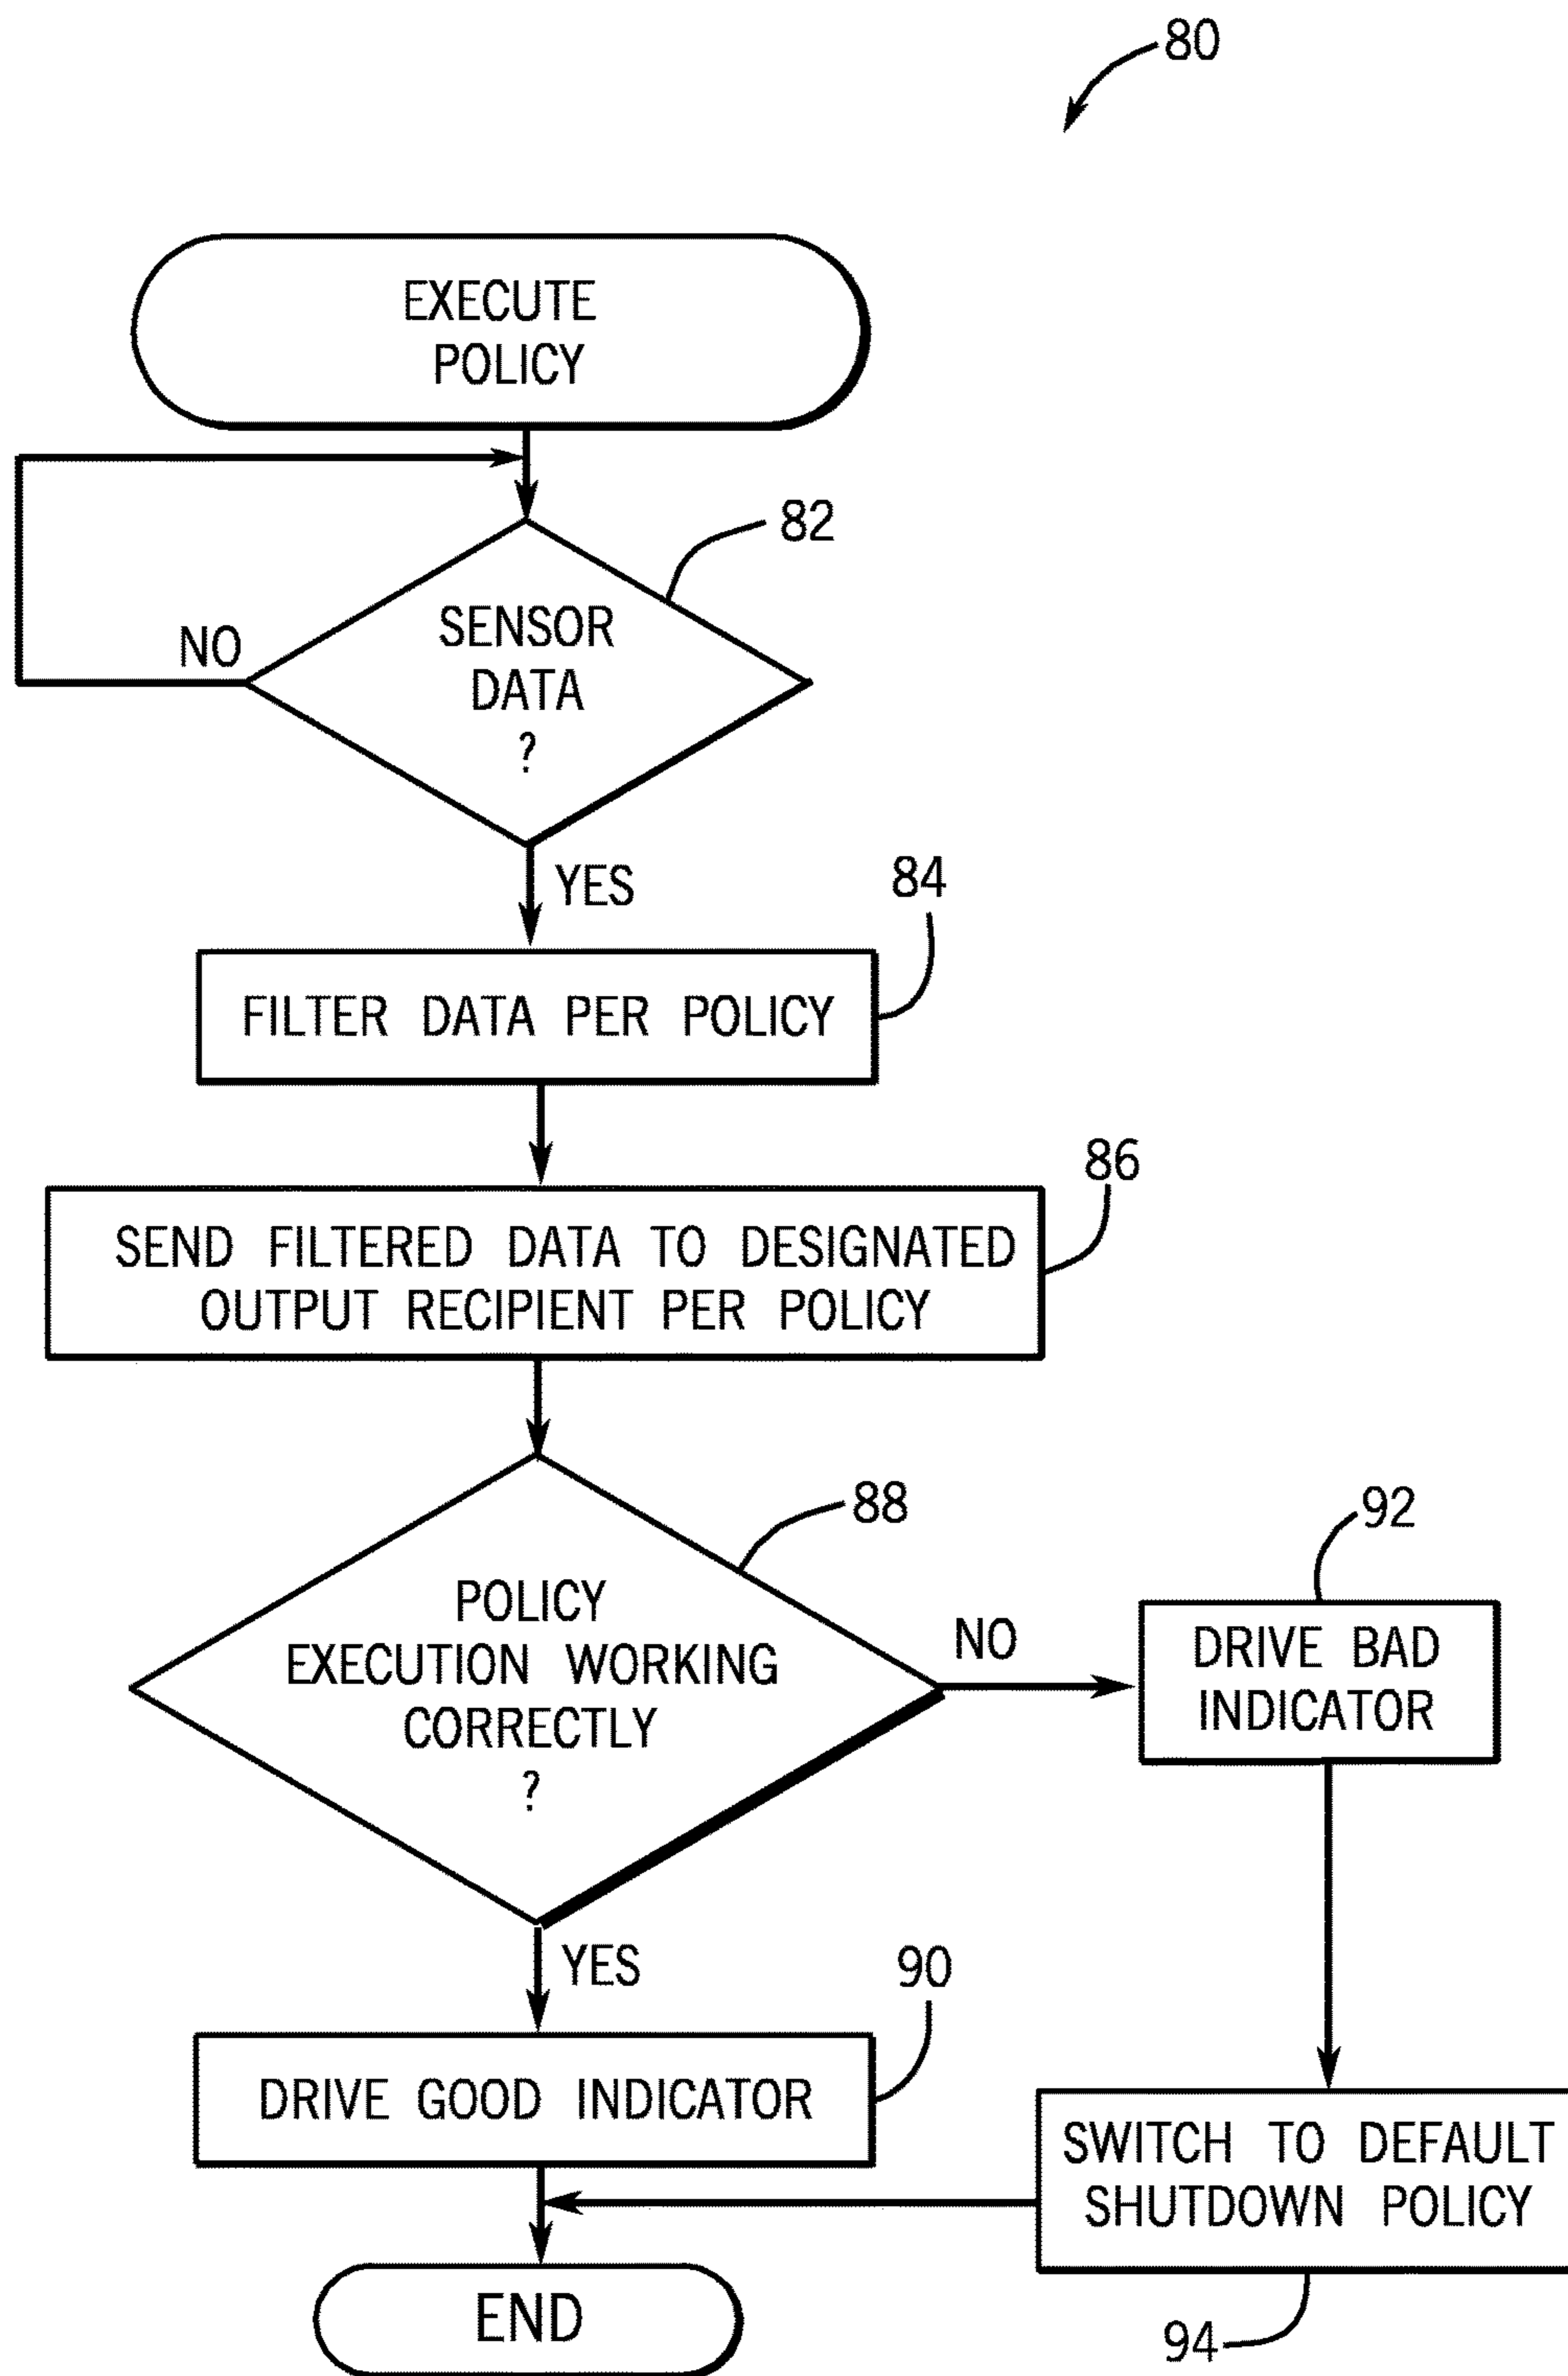 80
EXECUTE
POLICY
82
SENSOR
DATA
?
NO
YES
84
FILTER DATA PER POLICY
86
SEND FILTERED DATA TO DESIGNATED
OUTPUT RECIPIENT PER POLICY
88
POLICY
EXECUTION WORKING
CORRECTLY
?
NO
92
DRIVE BAD
INDICATOR
YES
90
DRIVE GOOD INDICATOR
SWITCH TO DEFAULT
SHUTDOWN POLICY
94
END